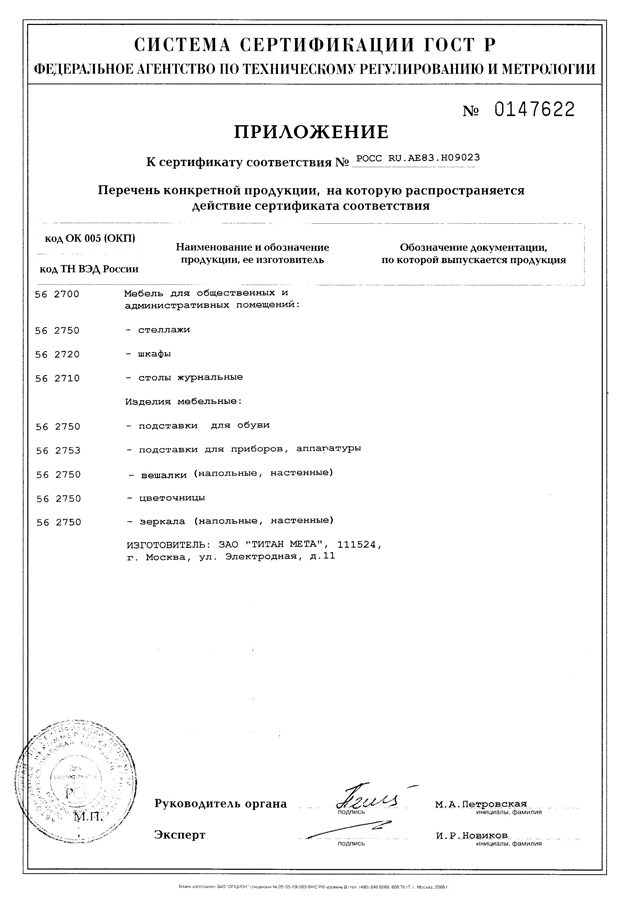 СИСТЕМА СЕРТИФИКАЦИИ ГОСТ Р
ФЕДЕРАЛЬНОЕ АГЕНТСТВО ПО ТЕХНИЧЕСКОМУ РЕГУЛИРОВАНИЮ И МЕТРОЛОГИИ
№ 0147622
ПРИЛОЖЕНИЕ
К сертификату соответствия № РОСС RU.АЕ83.Н09023
Перечень конкретной продукции, на которую распространяется
действие сертификата соответствия
код ОК 005 (ОКП)
код ТН ВЭД России
Наименование и обозначение
продукции, ее изготовитель
Обозначение документации,
по которой выпускается продукция
56 2700 Мебель для общественных и
административных помещений:
56 2750 - стеллажи
56 2720 - шкафы
56 2710 - столы журнальные
Изделия мебельные:
56 2750 - подставки для обуви
56 2753 - подставки для приборов, аппаратуры
56 2750 - вешалки (напольные, настенные)
56 2750 - цветочницы
56 2750 - зеркала (напольные, настенные)
ИЗГОТОВИТЕЛЬ: ЗАО "ТИТАН МЕТА", 111524,
г. Москва, ул. Электродная, д.11
М.П.
Руководитель органа М.А.Петровская
подпись инициалы, фамилия
Эксперт И.Р.Новиков
подпись инициалы, фамилия
Бланк изготовлен ЗАО "ОПЦИОН"